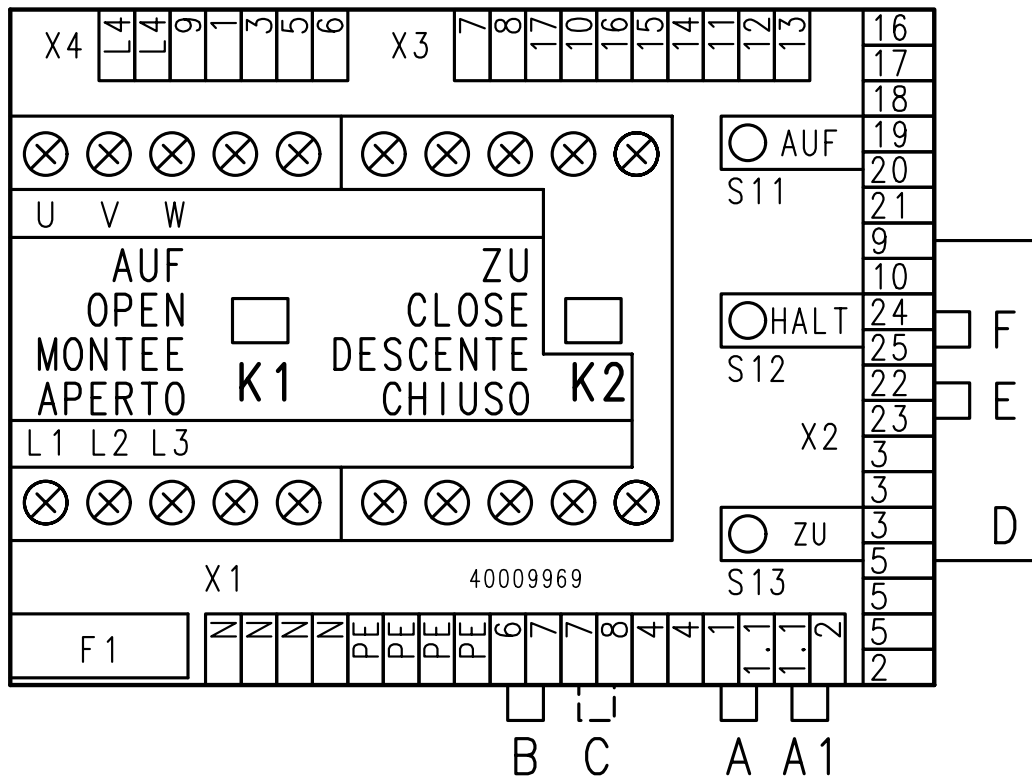 X4 L4 L4 9 1 3 5 6 X3 7 8 17 10 16 15 14 11 12 13
16
17
18
19
20
21
9
10
24
25
22
23
3
3
3
5
5
5
2
AUF
S11
HALT
S12
X2
ZU
S13
F
E
D
U V W
AUF
OPEN
MONTEE
APERTO
K1
ZU
CLOSE
DESCENTE
CHIUSO
K2
L1 L2 L3
X1
40009969
F1
N N N N PE PE PE PE 6 7 7 8 4 4 1 1.1 1.1 2
B C A A1